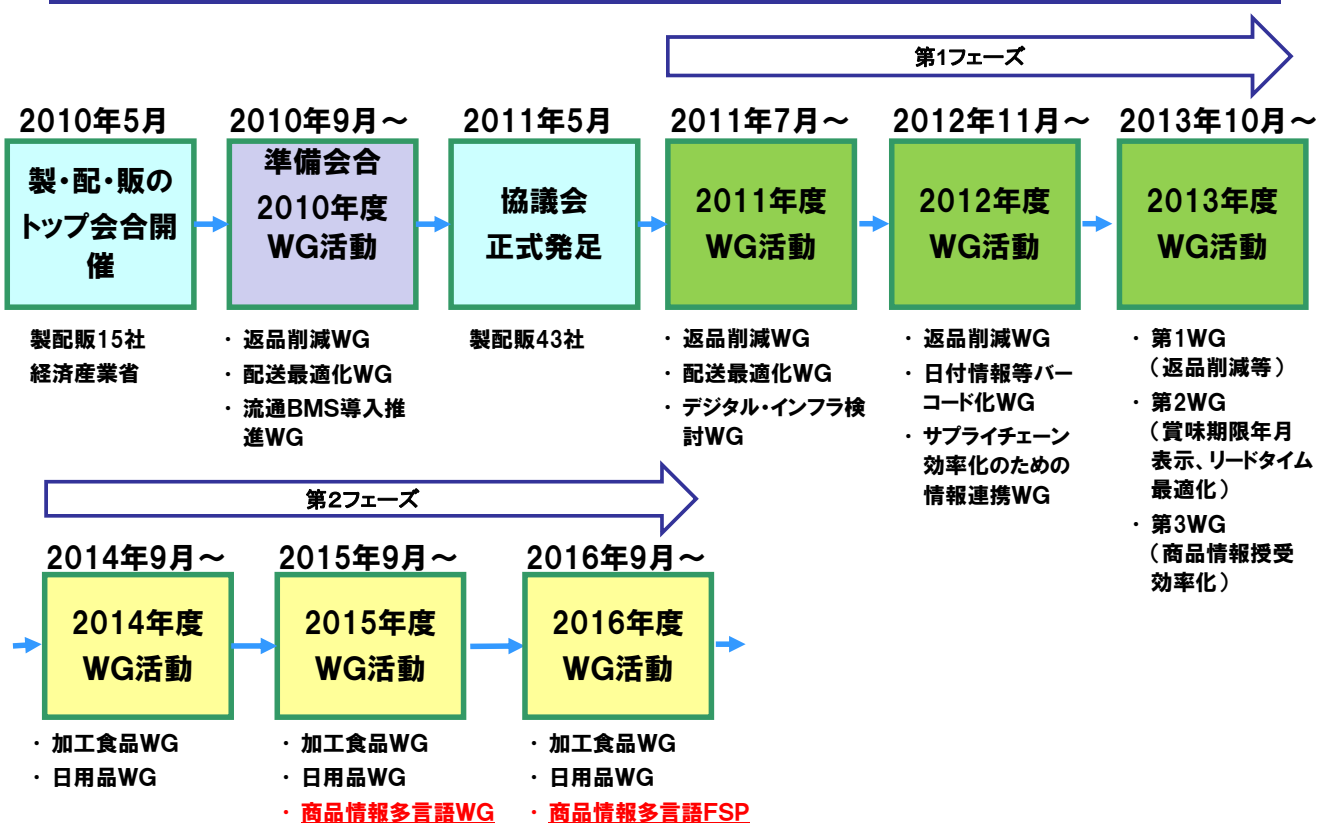 第1フェーズ
2010年5月
製・配・販の
トップ会合開
催
製配販15社
経済産業省
2010年9月～
準備会合
2010年度
WG活動
・ 返品削減WG
・ 配送最適化WG
・ 流通BMS導入推
進WG
2011年5月
協議会
正式発足
製配販43社
2011年7月～
2011年度
WG活動
・ 返品削減WG
・ 配送最適化WG
・ デジタル・インフラ検
討WG
2012年11月～
2012年度
WG活動
・ 返品削減WG
・ 日付情報等バー
コード化WG
・ サプライチェーン
効率化のための
情報連携WG
2013年10月～
2013年度
WG活動
・ 第1WG
（返品削減等）
・ 第2WG
（賞味期限年月
表示、リードタイム
最適化）
・ 第3WG
（商品情報授受
効率化）
第2フェーズ
2014年9月～
2014年度
WG活動
・ 加工食品WG
・ 日用品WG
2015年9月～
2015年度
WG活動
・ 加工食品WG
・ 日用品WG
・ 商品情報多言語WG
2016年9月～
2016年度
WG活動
・ 加工食品WG
・ 日用品WG
・ 商品情報多言語FSP